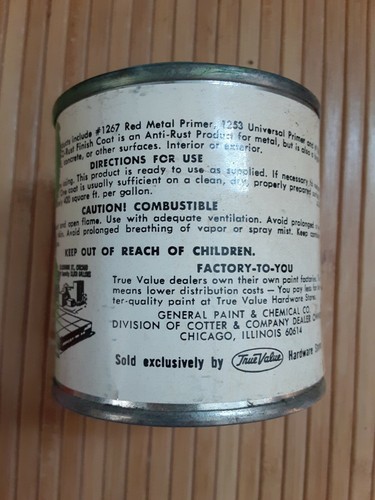 include #1267 Red Metal Primer, 1253 Universal Primer and
Rust Finish Coat is an Anti-Rust Product for metal, but is also
concrete, or other surfaces. Interior or exterior.
DIRECTIONS FOR USE
using. This product is ready to use as supplied. If necessary
One coat is usually sufficient on a clean, dry, properly prepared
400 square ft. per gallon.
CAUTION! COMBUSTIBLE
and open flame. Use with adequate ventilation. Avoid prolonged
Avoid prolonged breathing of vapor or spray mist. Keep
KEEP OUT OF REACH OF CHILDREN.
FACTORY-TO-YOU
True Value dealers own their own paint factories.
means lower distribution costs — You pay less
ter-quality paint at True Value Hardware Stores
GENERAL PAINT & CHEMICAL CO.
DIVISION OF COTTER & COMPANY DEALER
CHICAGO, ILLINOIS 60614
Sold exclusively by True Value Hardware